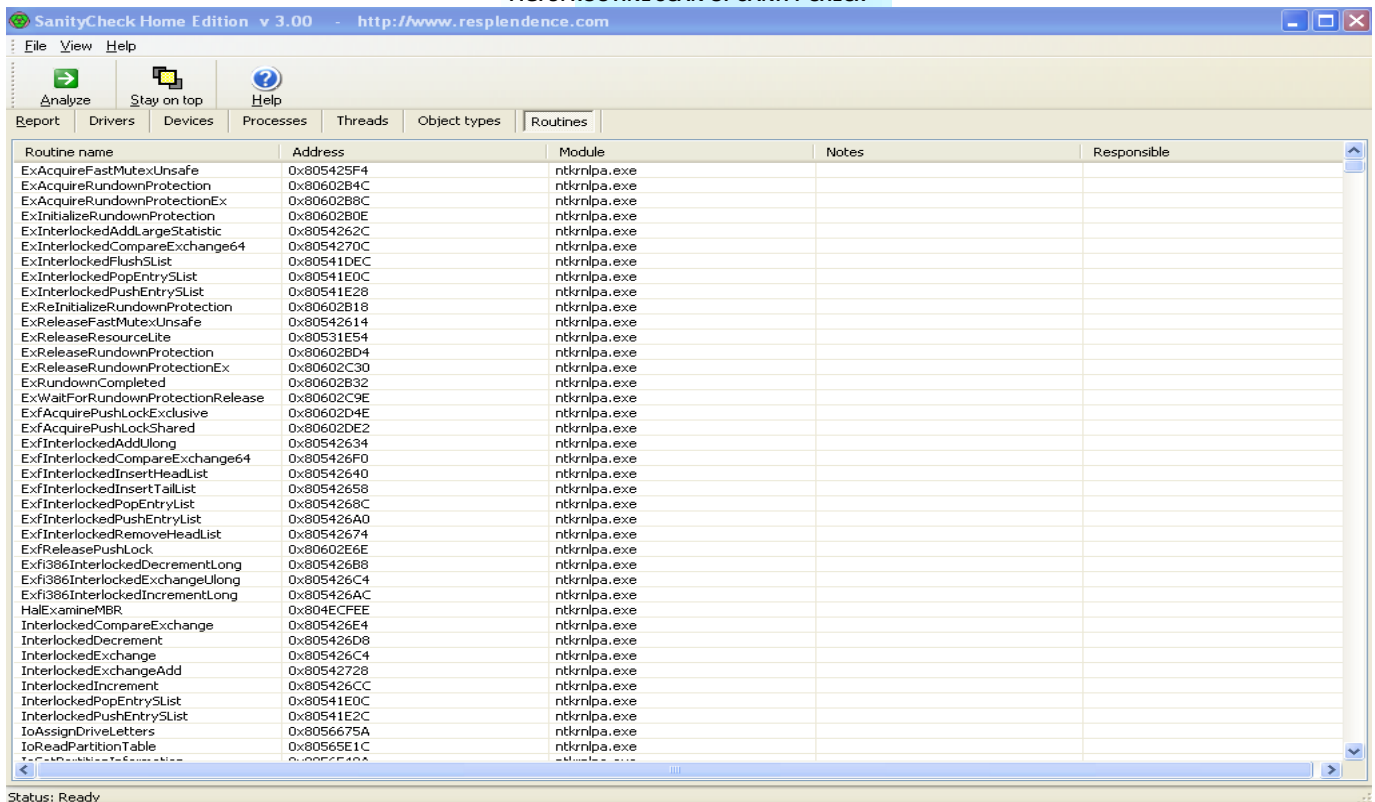 SanityCheck Home Edition v 3.00 - http://www.resplendence.com
File View Help
Analyze Stay on top Help
Report Drivers Devices Processes Threads Object types Routines
Routine name Address Module Notes Responsible
ExAcquireFastMutexUnsafe 0x805425F4 ntkrnlpa.exe
ExAcquireRundownProtection 0x80602B4C ntkrnlpa.exe
ExAcquireRundownProtectionEx 0x80602B8C ntkrnlpa.exe
ExInitializeRundownProtection 0x80602B0E ntkrnlpa.exe
ExInterlockedAddLargeStatistic 0x8054262C ntkrnlpa.exe
ExInterlockedCompareExchange64 0x8054270C ntkrnlpa.exe
ExInterlockedFlushSList 0x80541DEC ntkrnlpa.exe
ExInterlockedPopEntrySList 0x80541E0C ntkrnlpa.exe
ExInterlockedPushEntrySList 0x80541E28 ntkrnlpa.exe
ExReInitializeRundownProtection 0x80602B18 ntkrnlpa.exe
ExReleaseFastMutexUnsafe 0x80542614 ntkrnlpa.exe
ExReleaseResourceLite 0x80531E54 ntkrnlpa.exe
ExReleaseRundownProtection 0x80602BD4 ntkrnlpa.exe
ExReleaseRundownProtectionEx 0x80602C30 ntkrnlpa.exe
ExRundownCompleted 0x80602B32 ntkrnlpa.exe
ExWaitForRundownProtectionRelease 0x80602C9E ntkrnlpa.exe
ExfAcquirePushLockExclusive 0x80602D4E ntkrnlpa.exe
ExfAcquirePushLockShared 0x80602DE2 ntkrnlpa.exe
ExfInterlockedAddUlong 0x80542634 ntkrnlpa.exe
ExfInterlockedCompareExchange64 0x805426F0 ntkrnlpa.exe
ExfInterlockedInsertHeadList 0x80542640 ntkrnlpa.exe
ExfInterlockedInsertTailList 0x80542658 ntkrnlpa.exe
ExfInterlockedPopEntryList 0x8054268C ntkrnlpa.exe
ExfInterlockedPushEntryList 0x805426A0 ntkrnlpa.exe
ExfInterlockedRemoveHeadList 0x80542674 ntkrnlpa.exe
ExfReleasePushLock 0x80602E6E ntkrnlpa.exe
Exfi386InterlockedDecrementLong 0x805426B8 ntkrnlpa.exe
Exfi386InterlockedExchangeUlong 0x805426C4 ntkrnlpa.exe
Exfi386InterlockedIncrementLong 0x805426AC ntkrnlpa.exe
HalExamineMBR 0x804ECFEE ntkrnlpa.exe
InterlockedCompareExchange 0x805426E4 ntkrnlpa.exe
InterlockedDecrement 0x805426D8 ntkrnlpa.exe
InterlockedExchange 0x805426C4 ntkrnlpa.exe
InterlockedExchangeAdd 0x80542728 ntkrnlpa.exe
InterlockedIncrement 0x805426CC ntkrnlpa.exe
InterlockedPopEntrySList 0x80541E0C ntkrnlpa.exe
InterlockedPushEntrySList 0x80541E2C ntkrnlpa.exe
IoAssignDriveLetters 0x8056675A ntkrnlpa.exe
IoReadPartitionTable 0x80565E1C ntkrnlpa.exe
Status: Ready